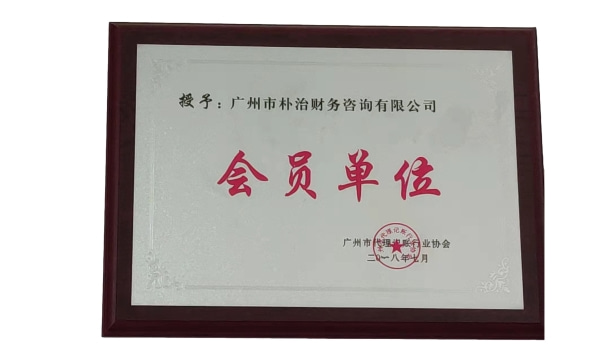 授予：广州市朴治财务咨询有限公司
会员单位
广州市代理记账行业协会
二〇一八年七月